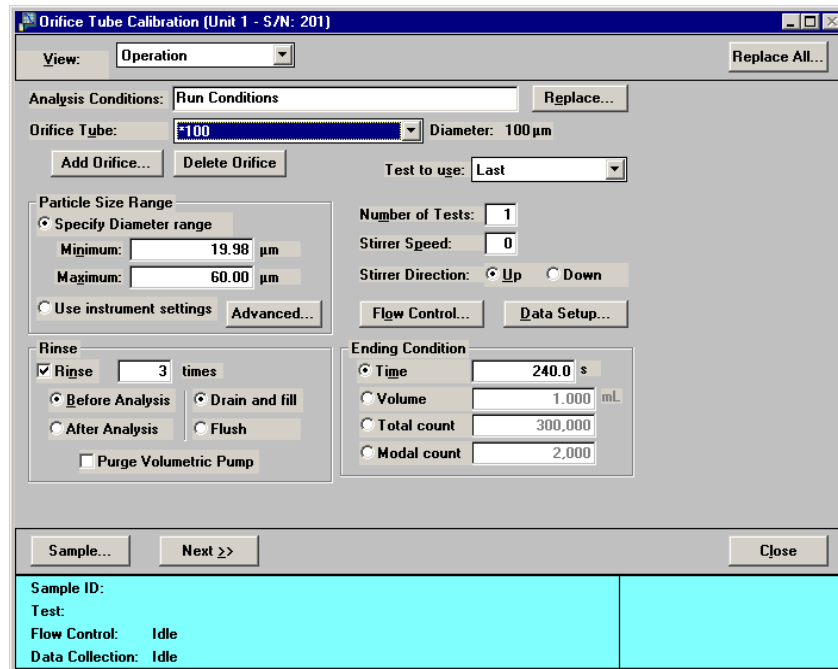 Orifice Tube Calibration (Unit 1 - S/N: 201)
View: Operation Replace All...
Analysis Conditions: Run Conditions Replace...
Orifice Tube: *100 Diameter: 100 µm
Add Orifice... Delete Orifice Test to use: Last
Particle Size Range
Specify Diameter range
Minimum: 19.98 µm
Maximum: 60.00 µm
Use instrument settings Advanced...
Number of Tests: 1
Stirrer Speed: 0
Stirrer Direction: Up Down
Flow Control... Data Setup...
Rinse
Rinse 3 times
Before Analysis Drain and fill
After Analysis Flush
Purge Volumetric Pump
Ending Condition
Time 240.0 s
Volume 1.000 mL
Total count 300,000
Modal count 2,000
Sample... Next >> Close
Sample ID:
Test:
Flow Control: Idle
Data Collection: Idle